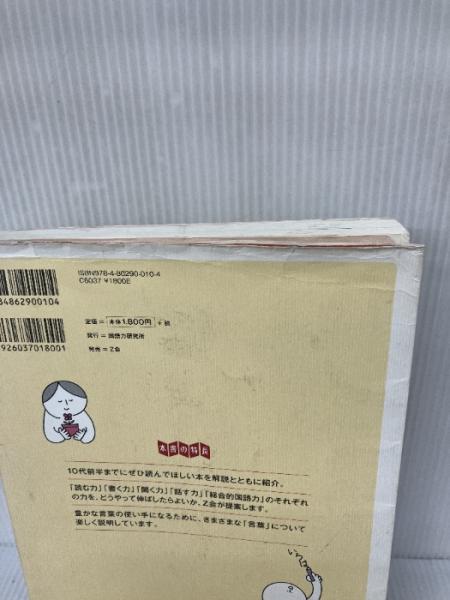 ISBN978-4-86290-010-4
C6037 ¥1800E
84862900104
926037018001
定価=本体1,800円+税
発行=国語力研究所
発売=Z会
本書の特長
10代前半までにぜひ読んでほしい本を解説とともに紹介。
「読む力」「書く力」「聞く力」「話す力」「総合的国語力」のそれぞれ
の力を、どうやって伸ばしたらよいか、Z会が提案します。
豊かな言葉の使い手になるために、さまざまな「言葉」について
楽しく説明しています。